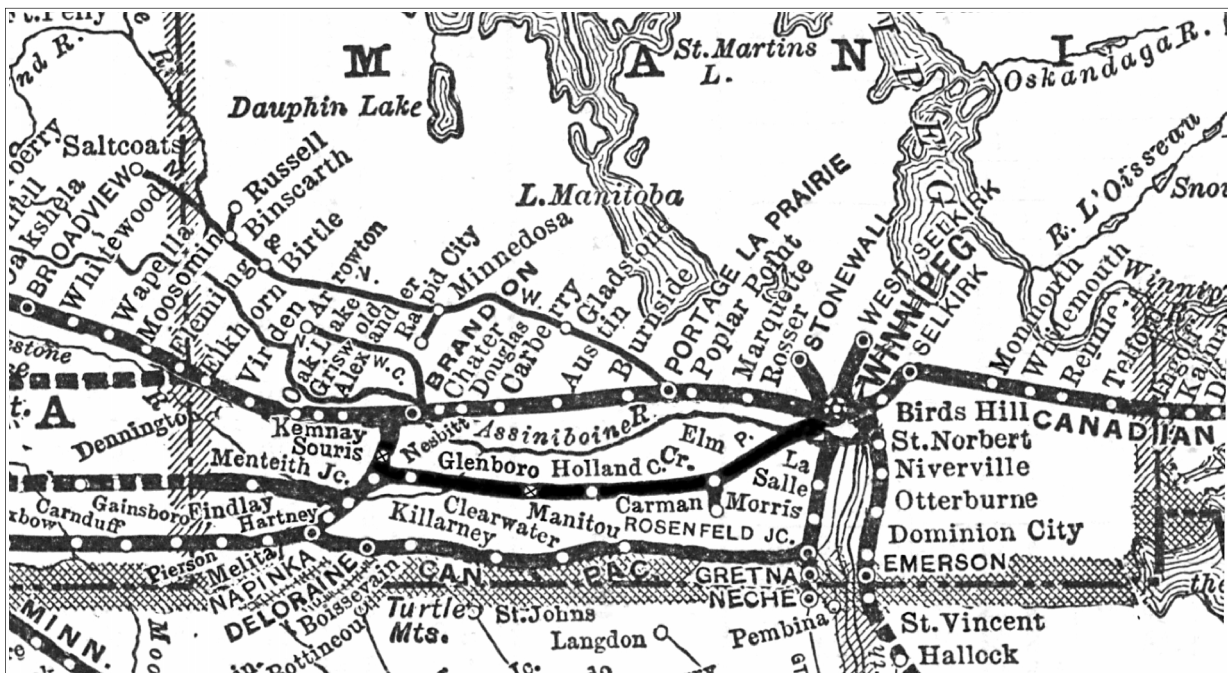 M A N I
St. Martins
L.
Oskandaga R.
Dauphin Lake
Saltcoats
Russell
Binscarth
L. Manitoba
R. L'Oiseau
BROADVIEW
Whitewood
Wapella
Moosomin
Fleming
Elkhorn
Virden
Oak Lake
Griswold
Alexander
M. & N. W.
Birtle
Arrowton
Rapid City
Minnedosa
Gladstone
G. N. W. C.
BRANDON
Chater
Douglas
Carberry
Austin
Burnside
PORTAGE LA PRAIRIE
Poplar Point
Marquette
Rosser
STONEWALL
WEST SELKIRK
WINNIPEG
SELKIRK
Monmouth
Whitemouth
Rennie
Telford
A
Dennington
Kemnay
Souris
Nesbitt
Menteith Jc.
Assiniboine R.
Elm Cr.
Glenboro
Holland
Carman
La Salle
Morris
Birds Hill
CANADIAN
St. Norbert
Niverville
Otterburne
Dominion City
EMERSON
Gainsboro
Carnduff
Findlay
Hartney
Pierson
Melita
NAPINKA
DELORAINE
Boissevain
Killarney
Clearwater
Manitou
ROSENFELD JC.
CAN. PAC.
GRETNA
NECHE
Turtle
Mts.
St. Johns
Langdon
Pembina
St. Vincent
Hallock
MINN.